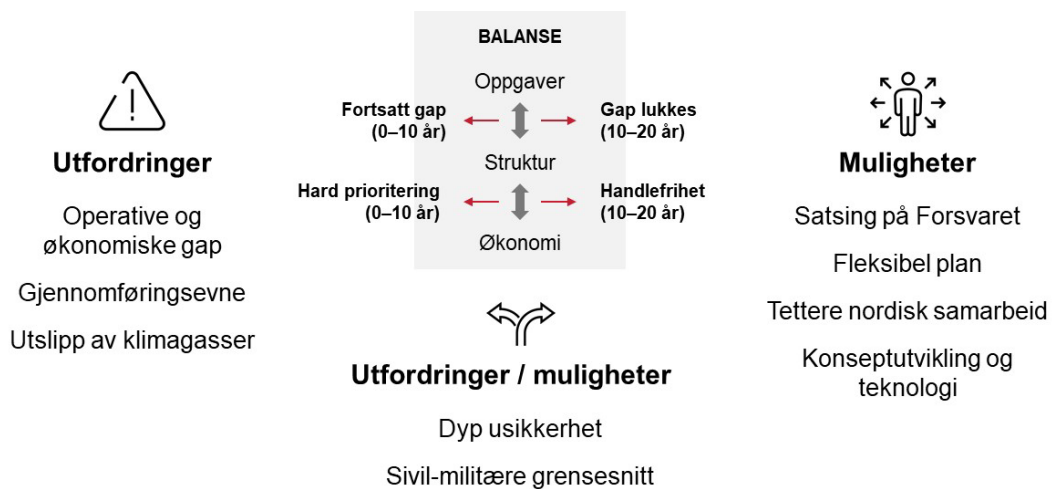 BALANSE
Oppgaver
Fortsatt gap
(0–10 år)
Gap lukkes
(10–20 år)
Struktur
Hard prioritering
(0–10 år)
Handlefrihet
(10–20 år)
Økonomi
Utfordringer
Operative og
økonomiske gap
Gjennomføringsevne
Utslipp av klimagasser
Utfordringer / muligheter
Dyp usikkerhet
Sivil-militære grensesnitt
Muligheter
Satsing på Forsvaret
Fleksibel plan
Tettere nordisk samarbeid
Konseptutvikling og
teknologi